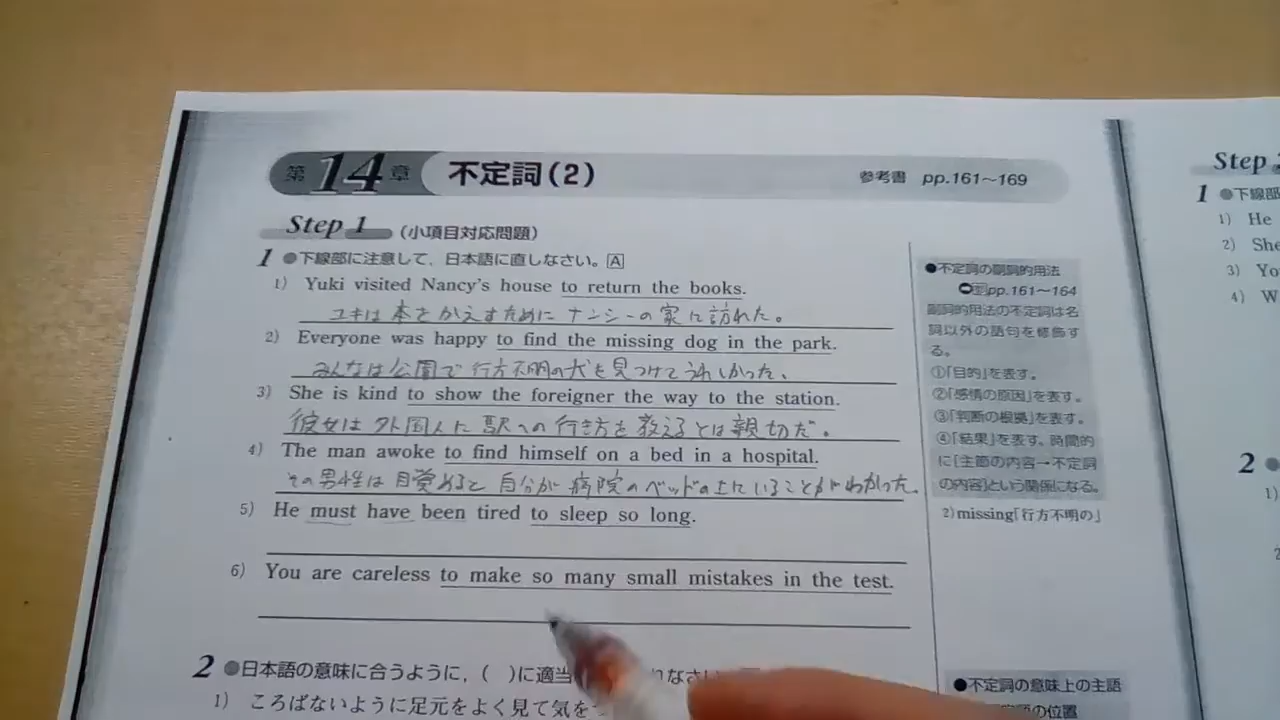 第14章 不定詞(2) 参考書 pp.161〜169
Step 1 (小項目対応問題)
1 ●下線部に注意して，日本語に直しなさい。A
1) Yuki visited Nancy's house to return the books.
ユキは本をかえすためにナンシーの家に訪れた。
2) Everyone was happy to find the missing dog in the park.
みんなは公園で行方不明の犬を見つけてうれしかった、
3) She is kind to show the foreigner the way to the station.
彼女は外国人に駅への行き方を教えるとは親切だ。
4) The man awoke to find himself on a bed in a hospital.
その男性は目覚めると自分が病院のベッドの上にいることがわかった。
5) He must have been tired to sleep so long.
6) You are careless to make so many small mistakes in the test.
2 ●日本語の意味に合うように，( )に適当 れなさい
1) ころばないように足元をよく見て気を
●不定詞の副詞的用法
pp.161〜164
副詞的用法の不定詞は名
詞以外の語句を修飾す
る。
①「目的」を表す。
②「感情の原因」を表す。
③「判断の根拠」を表す。
④「結果」を表す。時間的
に［主節の内容→不定詞
の内容］という関係になる。
2) missing「行方不明の」
●不定詞の意味上の主語
の位置
Step
1 ●下線部
1) He
2) She
3) Yo
4) W
2 ●
1)